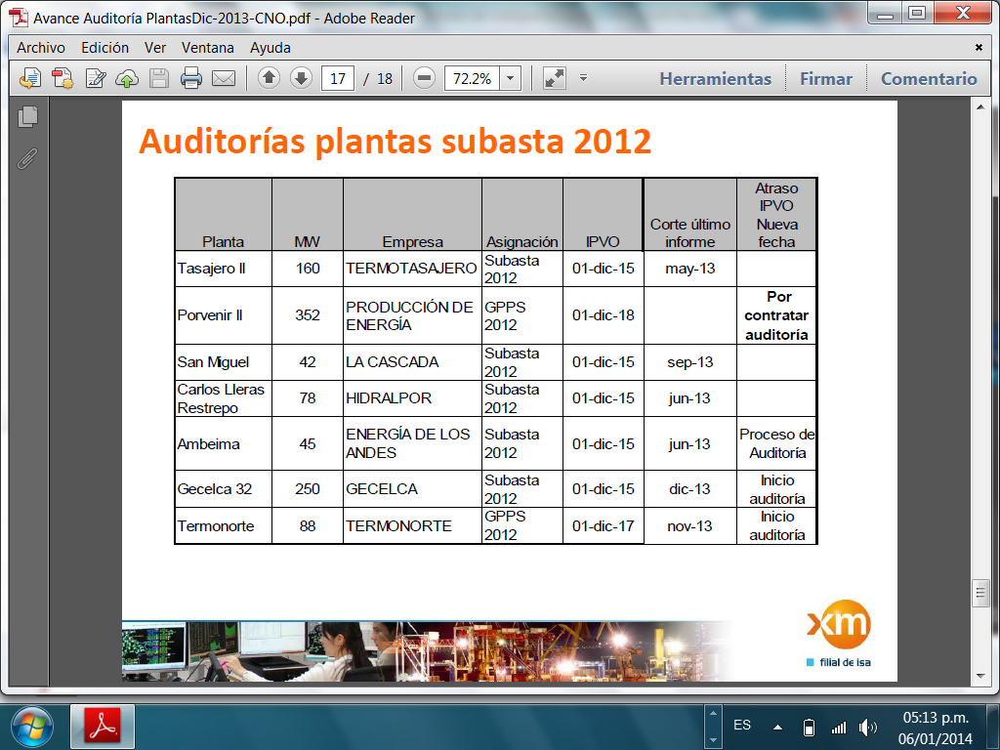 Avance Auditoría PlantasDic-2013-CNO.pdf - Adobe Reader
Archivo Edición Ver Ventana Ayuda
17 / 18 72.2% Herramientas Firmar Comentario
Auditorías plantas subasta 2012
Planta MW Empresa Asignación IPVO Corte último informe Atraso IPVO Nueva fecha
Tasajero II 160 TERMOTASAJERO Subasta 2012 01-dic-15 may-13
Porvenir II 352 PRODUCCIÓN DE ENERGÍA GPPS 2012 01-dic-18 Por contratar auditoría
San Miguel 42 LA CASCADA Subasta 2012 01-dic-15 sep-13
Carlos Lleras Restrepo 78 HIDRALPOR Subasta 2012 01-dic-15 jun-13
Ambeima 45 ENERGÍA DE LOS ANDES Subasta 2012 01-dic-15 jun-13 Proceso de Auditoría
Gecelca 32 250 GECELCA Subasta 2012 01-dic-15 dic-13 Inicio auditoría
Termonorte 88 TERMONORTE GPPS 2012 01-dic-17 nov-13 Inicio auditoría
xm
filial de isa
ES
05:13 p.m.
06/01/2014